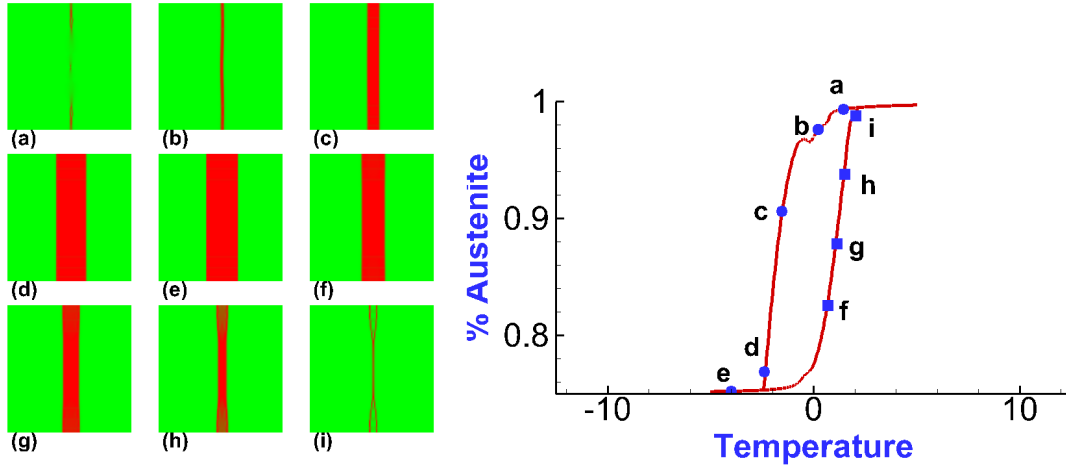 (a) (b) (c)
(d) (e) (f)
(g) (h) (i)
% Austenite
1
0.9
0.8
a
b
i
h
c
g
f
d
e
-10 0 10
Temperature